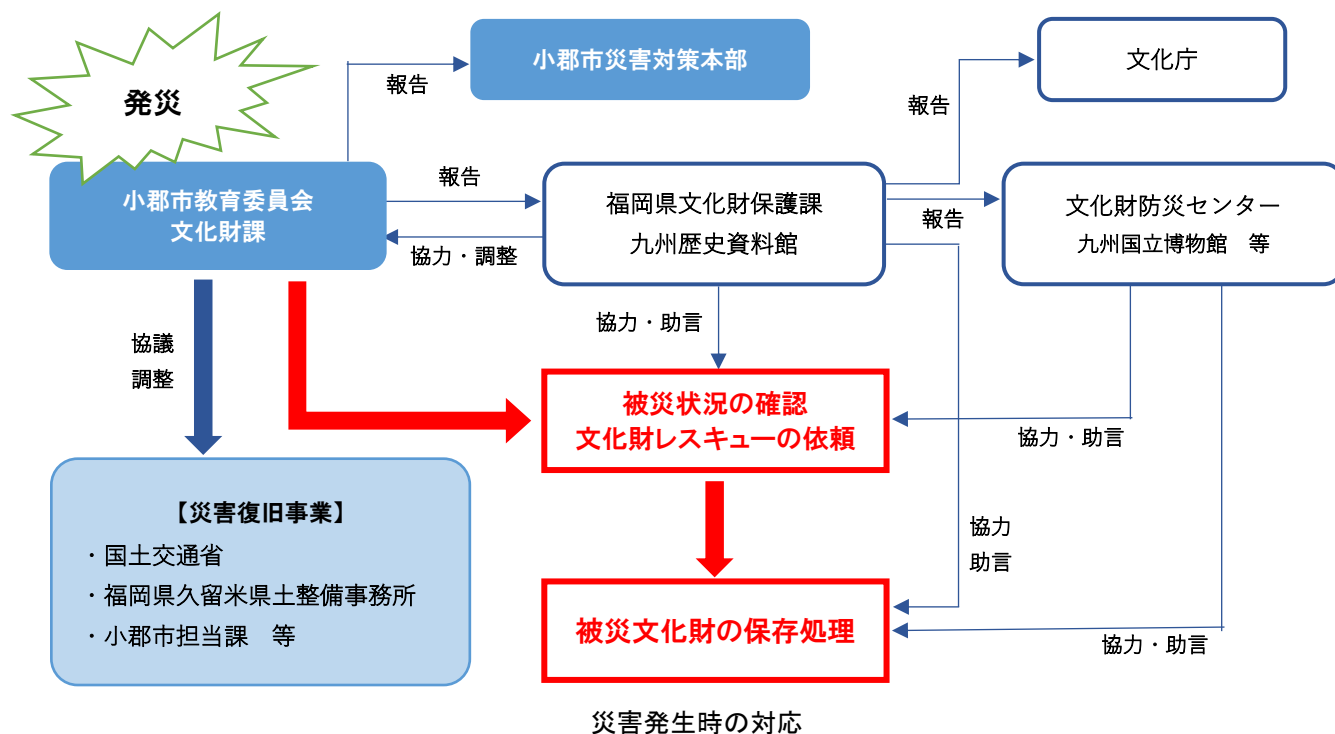 発災
小郡市災害対策本部
文化庁
報告
報告
小郡市教育委員会
文化財課
報告
協力・調整
福岡県文化財保護課
九州歴史資料館
報告
文化財防災センター
九州国立博物館　等
協議
調整
協力・助言
被災状況の確認
文化財レスキューの依頼
協力・助言
【災害復旧事業】
・国土交通省
・福岡県久留米県土整備事務所
・小郡市担当課　等
協力
助言
被災文化財の保存処理
協力・助言
災害発生時の対応